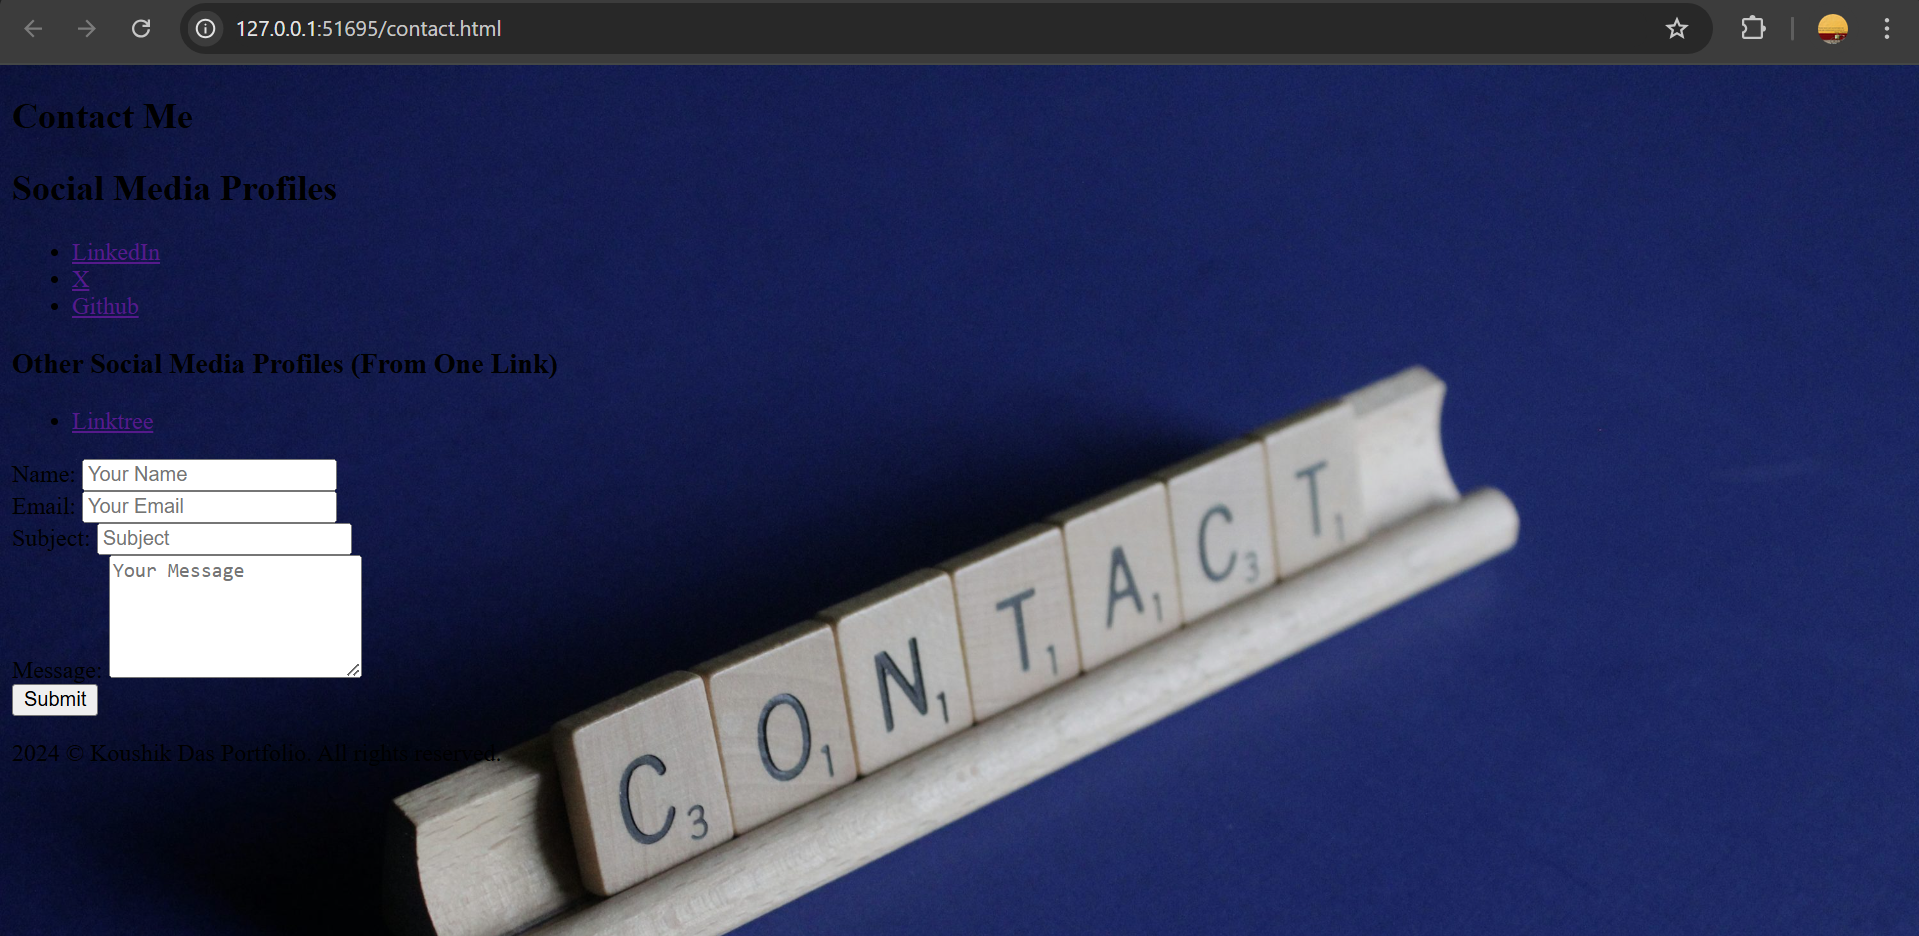 127.0.0.1:51695/contact.html
Contact Me
Social Media Profiles
LinkedIn
X
Github
Other Social Media Profiles (From One Link)
Linktree
Name: Your Name
Email: Your Email
Subject: Subject
Your Message
Message:
Submit
2024 © Koushik Das Portfolio. All rights reserved.
C3 O1 N1 T1 A1 C3 T1